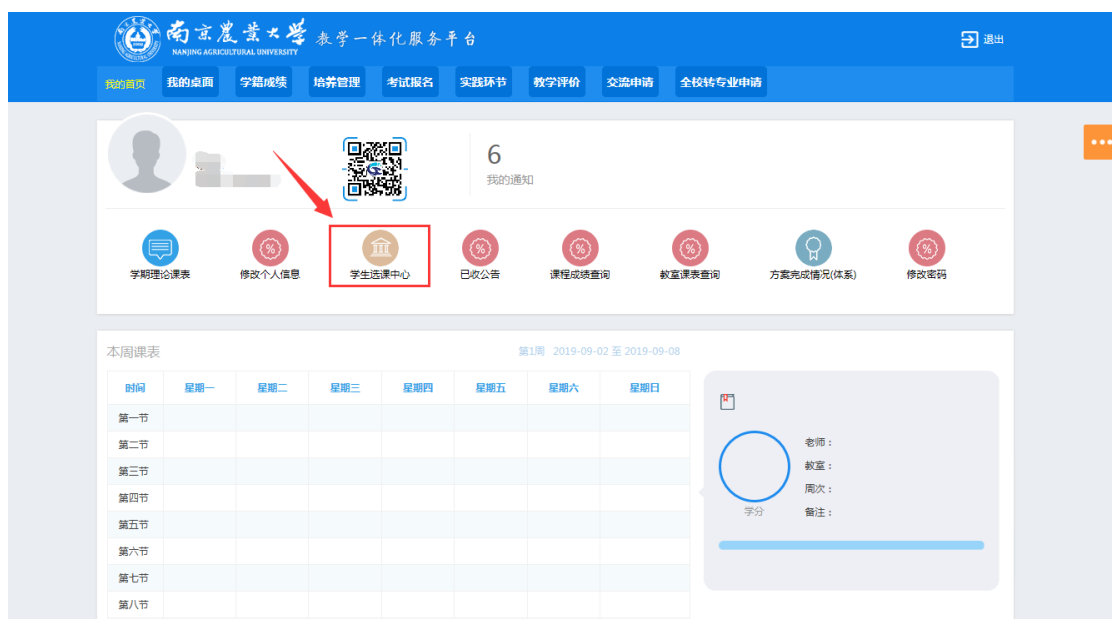 南京農業大學 教学一体化服务平台
NANJING AGRICULTURAL UNIVERSITY
退出
我的首页 我的桌面 学籍成绩 培养管理 考试报名 实践环节 教学评价 交流申请 全校转专业申请
6
我的通知
学期理论课表 修改个人信息 学生选课中心 已收公告 课程成绩查询 教室课表查询 方案完成情况(体系) 修改密码
本周课表 第1周 2019-09-02 至 2019-09-08
时间 星期一 星期二 星期三 星期四 星期五 星期六 星期日
第一节
第二节
第三节
第四节
第五节
第六节
第七节
第八节
老师：
教室：
周次：
学分 备注：